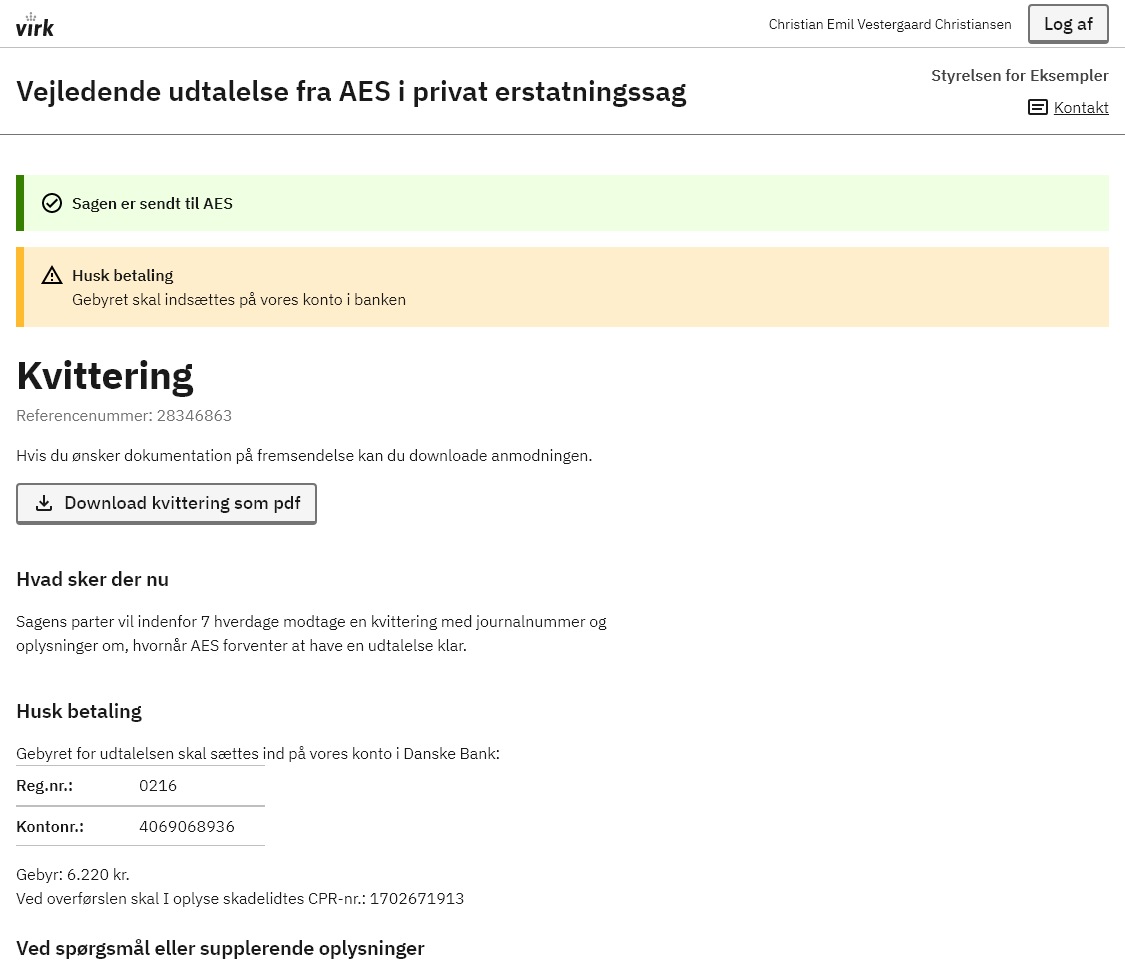 virk
Christian Emil Vestergaard Christiansen
Log af
Vejledende udtalelse fra AES i privat erstatningssag
Styrelsen for Eksempler
Kontakt
Sagen er sendt til AES
Husk betaling
Gebyret skal indsættes på vores konto i banken
Kvittering
Referencenummer: 28346863
Hvis du ønsker dokumentation på fremsendelse kan du downloade anmodningen.
Download kvittering som pdf
Hvad sker der nu
Sagens parter vil indenfor 7 hverdage modtage en kvittering med journalnummer og
oplysninger om, hvornår AES forventer at have en udtalelse klar.
Husk betaling
Gebyret for udtalelsen skal sættes ind på vores konto i Danske Bank:
Reg.nr.: 0216
Kontonr.: 4069068936
Gebyr: 6.220 kr.
Ved overførslen skal I oplyse skadelidtes CPR-nr.: 1702671913
Ved spørgsmål eller supplerende oplysninger